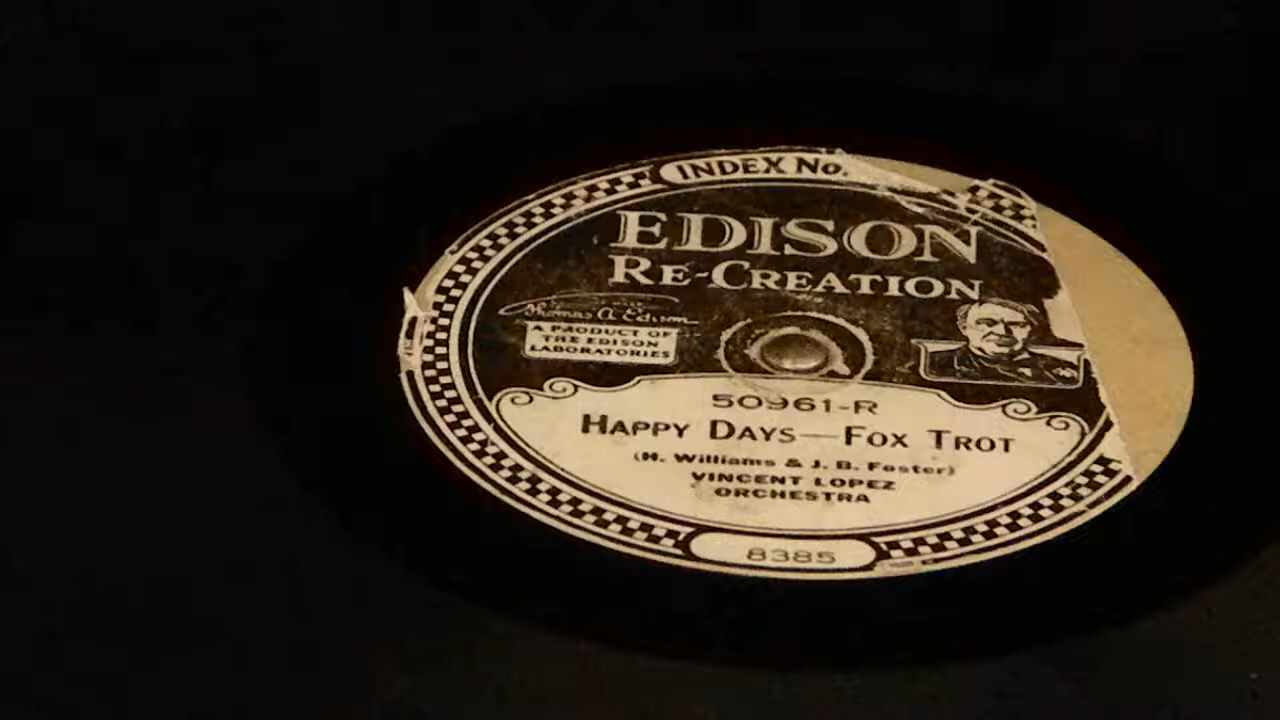 INDEX No.
EDISON
RE-CREATION
Thomas A Edison
A PRODUCT OF
THE EDISON
LABORATORIES
50961-R
HAPPY DAYS—FOX TROT
(H. Williams & J. B. Foster)
VINCENT LOPEZ
ORCHESTRA
8385